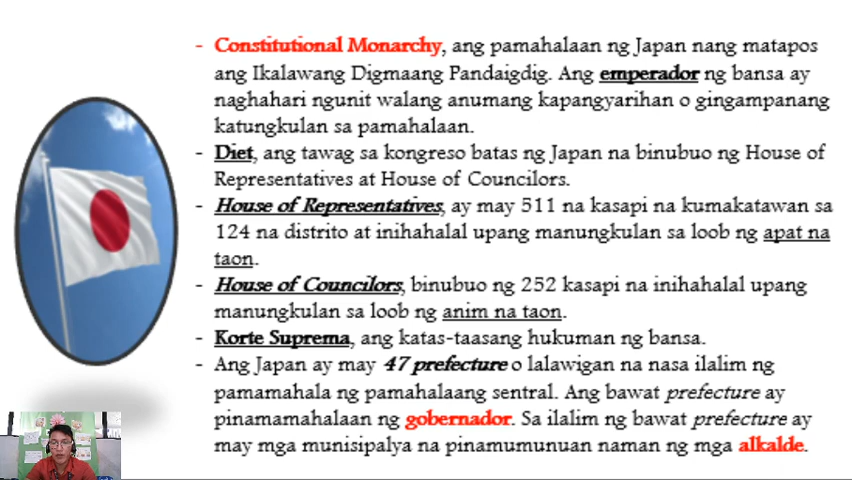 - Constitutional Monarchy, ang pamahalaan ng Japan nang matapos
ang Ikalawang Digmaang Pandaigdig. Ang emperador ng bansa ay
naghahari ngunit walang anumang kapangyarihan o gingampanang
katungkulan sa pamahalaan.
- Diet, ang tawag sa kongreso batas ng Japan na binubuo ng House of
Representatives at House of Councilors.
- House of Representatives, ay may 511 na kasapi na kumakatawan sa
124 na distrito at inihahalal upang manungkulan sa loob ng apat na
taon.
- House of Councilors, binubuo ng 252 kasapi na inihahalal upang
manungkulan sa loob ng anim na taon.
- Korte Suprema, ang katas-taasang hukuman ng bansa.
- Ang Japan ay may 47 prefecture o lalawigan na nasa ilalim ng
pamamahala ng pamahalaang sentral. Ang bawat prefecture ay
pinamamahalaan ng gobernador. Sa ilalim ng bawat prefecture ay
may mga munisipalya na pinamumunuan naman ng mga alkalde.